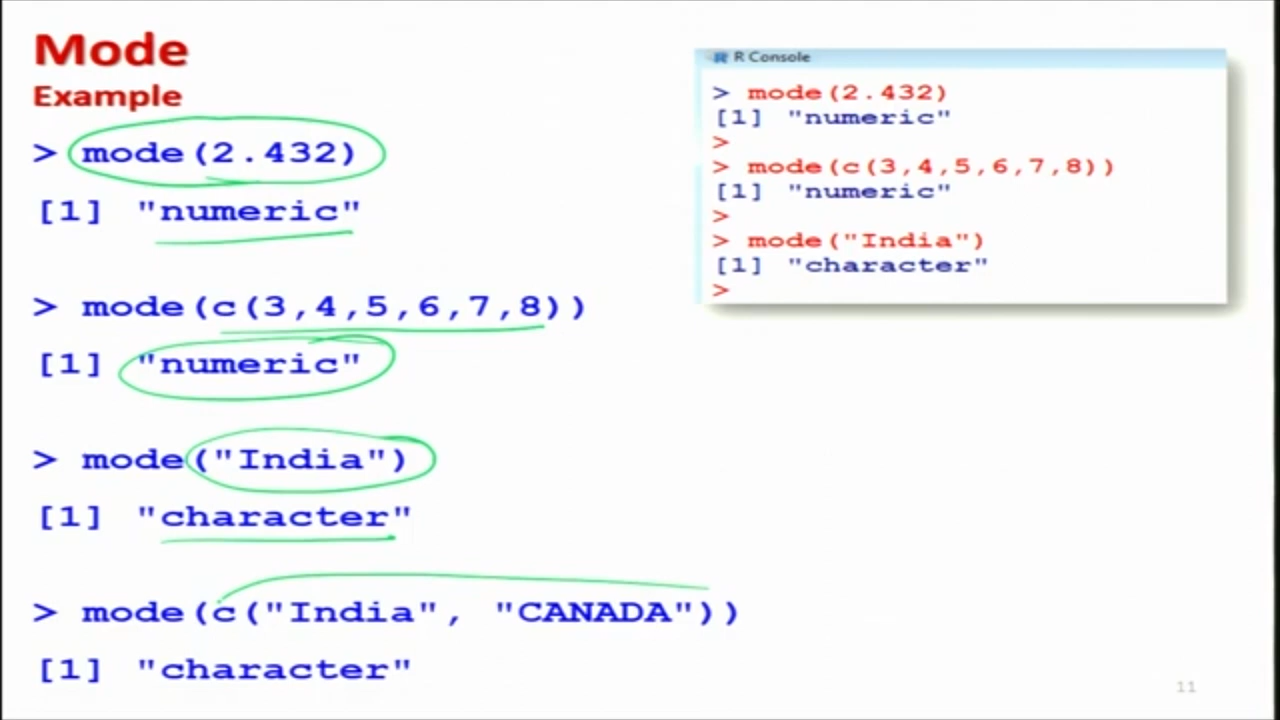 Mode
Example
> mode(2.432)
[1] "numeric"
> mode(c(3,4,5,6,7,8))
[1] "numeric"
> mode("India")
[1] "character"
> mode(c("India", "CANADA"))
[1] "character"
R Console
> mode(2.432)
[1] "numeric"
>
> mode(c(3,4,5,6,7,8))
[1] "numeric"
>
> mode("India")
[1] "character"
>
11